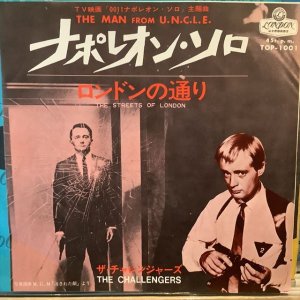 TV映画「0011ナポレオン・ソロ」主題曲
THE MAN FROM U.N.C.L.E.
ナポレオン・ソロ
LONDON
45r.p.m.
TOP-1001
ロンドンの通り
THE STREETS OF LONDON
ザ・チャレンジャーズ
THE CHALLENGERS